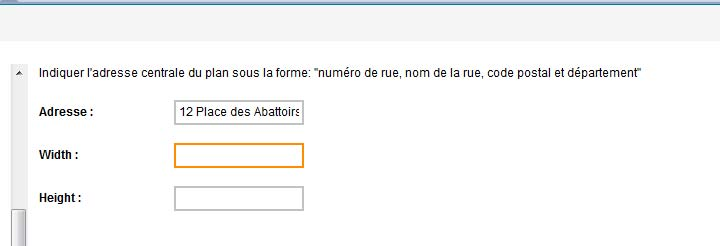 Indiquer l'adresse centrale du plan sous la forme: "numéro de rue, nom de la rue, code postal et département"
Adresse : 12 Place des Abattoirs
Width :
Height :